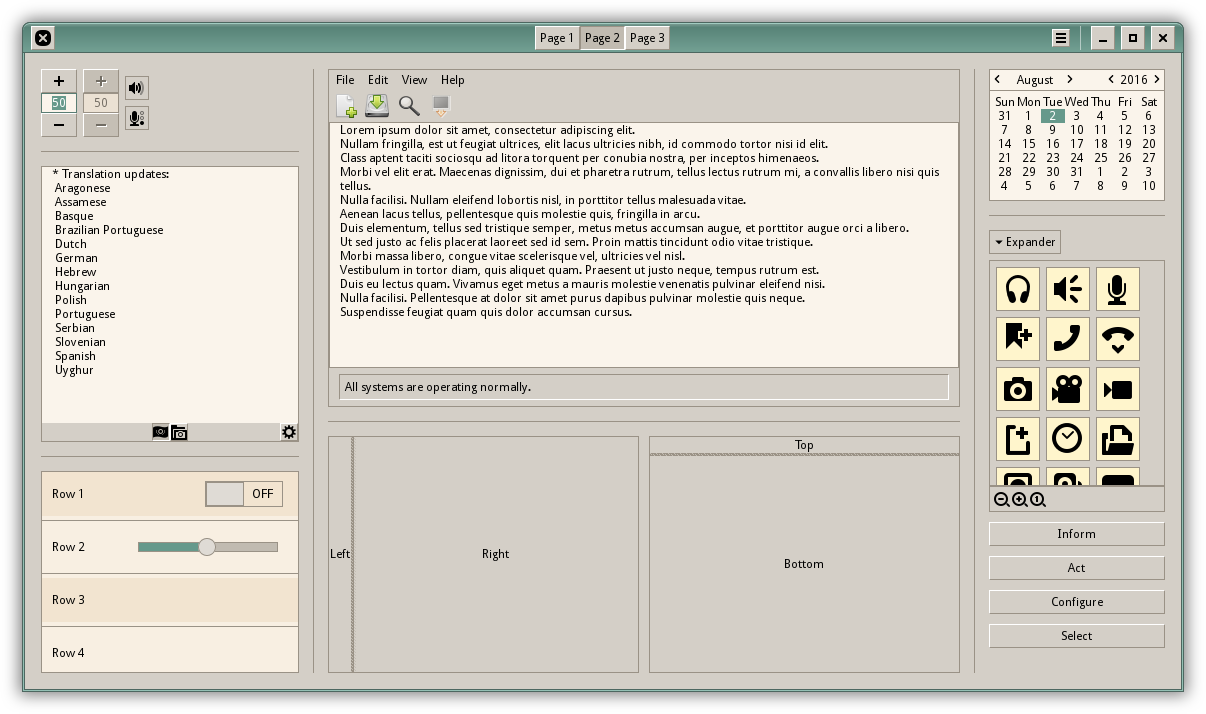 Page 1 Page 2 Page 3
50 50
* Translation updates:
Aragonese
Assamese
Basque
Brazilian Portuguese
Dutch
German
Hebrew
Hungarian
Polish
Portuguese
Serbian
Slovenian
Spanish
Uyghur
Row 1 OFF
Row 2
Row 3
Row 4
File Edit View Help
Lorem ipsum dolor sit amet, consectetur adipiscing elit.
Nullam fringilla, est ut feugiat ultrices, elit lacus ultricies nibh, id commodo tortor nisi id elit.
Class aptent taciti sociosqu ad litora torquent per conubia nostra, per inceptos himenaeos.
Morbi vel elit erat. Maecenas dignissim, dui et pharetra rutrum, tellus lectus rutrum mi, a convallis libero nisi quis
tellus.
Nulla facilisi. Nullam eleifend lobortis nisl, in porttitor tellus malesuada vitae.
Aenean lacus tellus, pellentesque quis molestie quis, fringilla in arcu.
Duis elementum, tellus sed tristique semper, metus metus accumsan augue, et porttitor augue orci a libero.
Ut sed justo ac felis placerat laoreet sed id sem. Proin mattis tincidunt odio vitae tristique.
Morbi massa libero, congue vitae scelerisque vel, ultricies vel nisl.
Vestibulum in tortor diam, quis aliquet quam. Praesent ut justo neque, tempus rutrum est.
Duis eu lectus quam. Vivamus eget metus a mauris molestie venenatis pulvinar eleifend nisi.
Nulla facilisi. Pellentesque at dolor sit amet purus dapibus pulvinar molestie quis neque.
Suspendisse feugiat quam quis dolor accumsan cursus.
All systems are operating normally.
Left
Right
Top
Bottom
August 2016
Sun Mon Tue Wed Thu Fri Sat
31 1 2 3 4 5 6
7 8 9 10 11 12 13
14 15 16 17 18 19 20
21 22 23 24 25 26 27
28 29 30 31 1 2 3
4 5 6 7 8 9 10
Expander
Inform
Act
Configure
Select